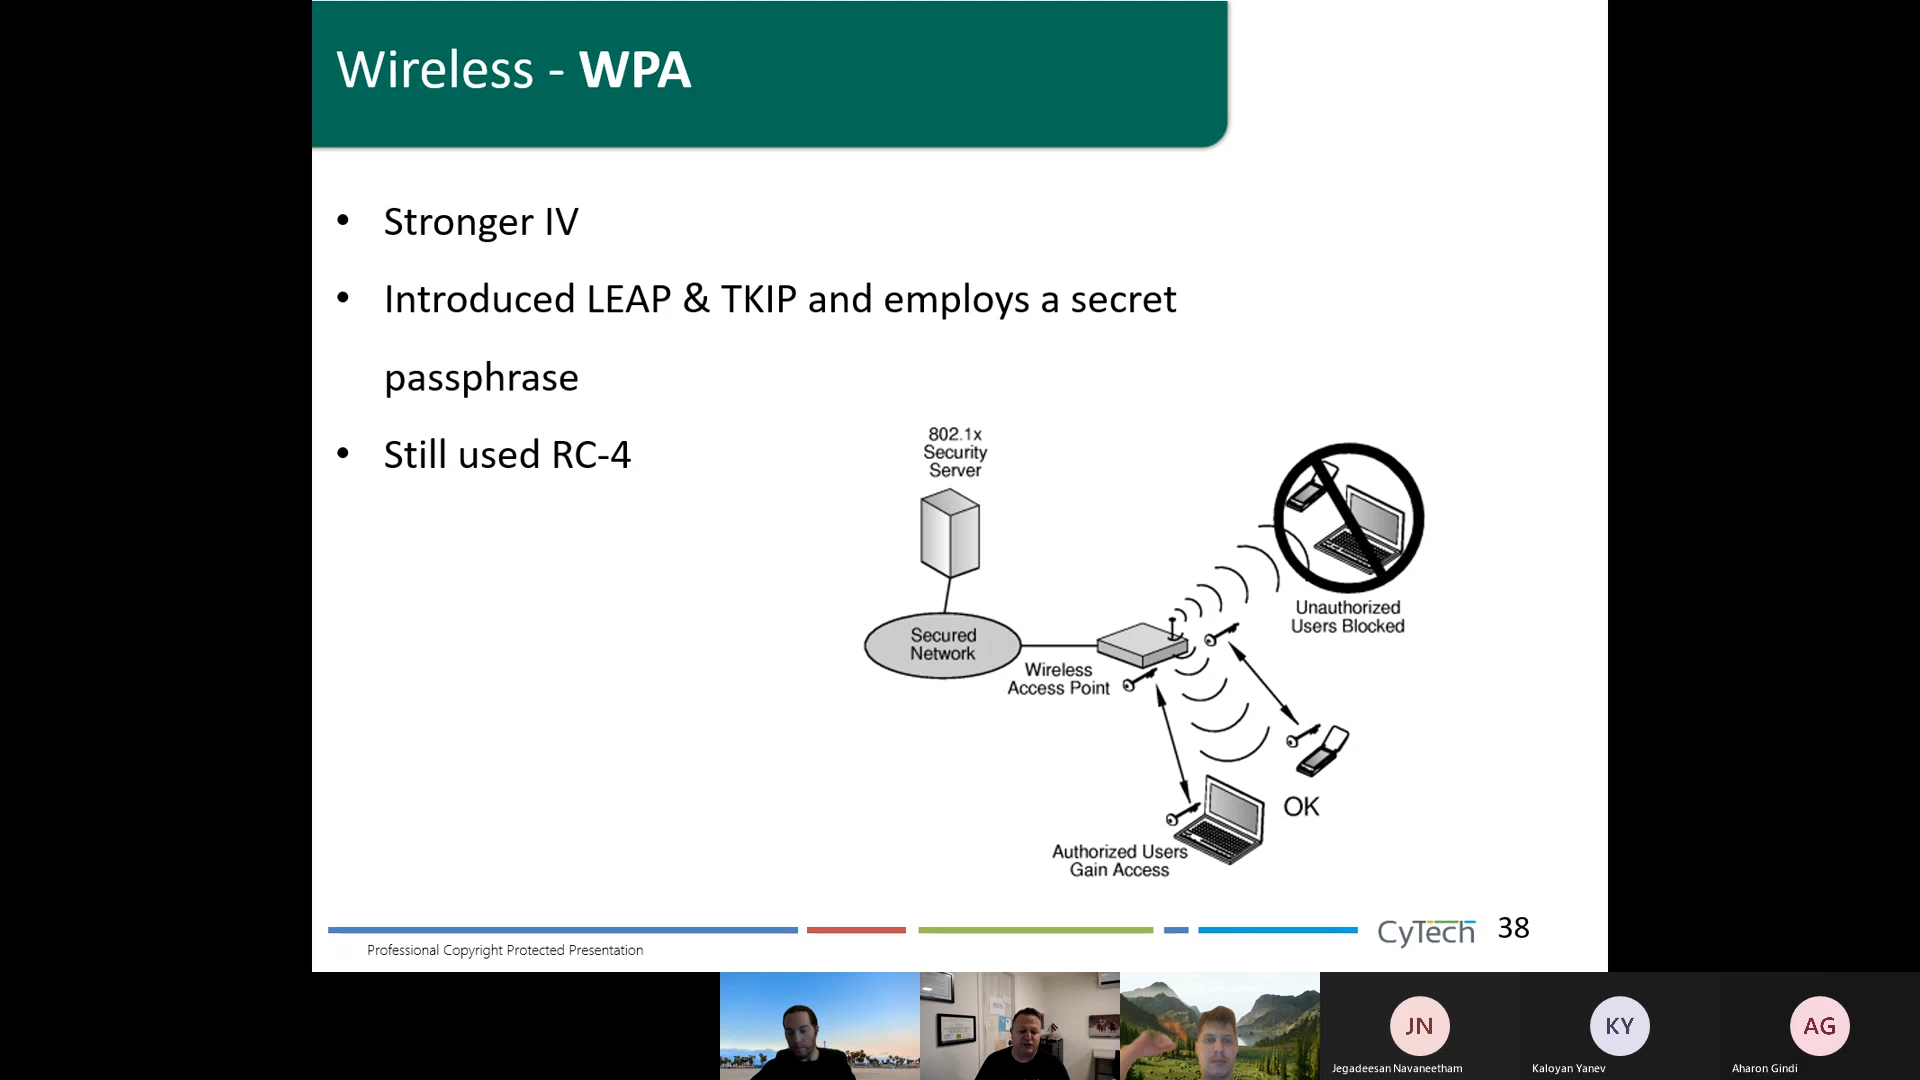 Wireless - WPA
• Stronger IV
• Introduced LEAP & TKIP and employs a secret
passphrase
• Still used RC-4
802.1x
Security
Server
Secured
Network
Wireless
Access Point
Unauthorized
Users Blocked
OK
Authorized Users
Gain Access
Professional Copyright Protected Presentation
CyTech
38
JN
Jegadeesan Navaneetham
KY
Kaloyan Yanev
AG
Aharon Gindi